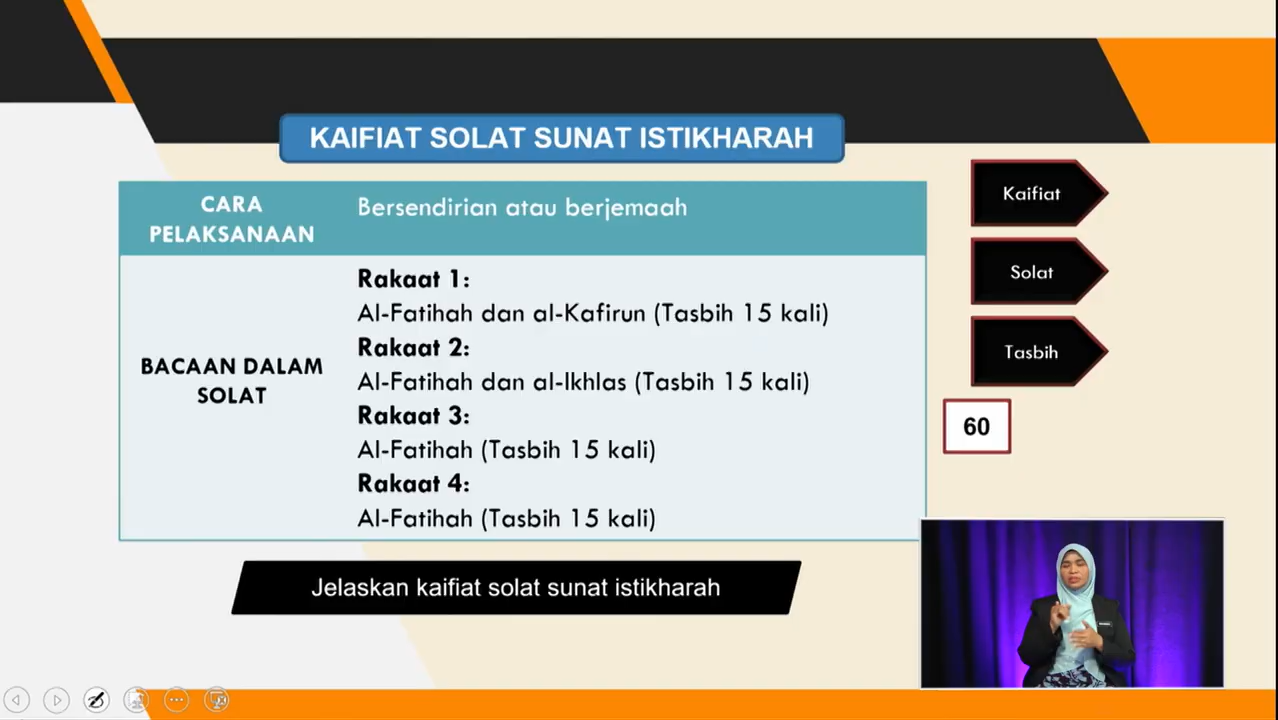 KAIFIAT SOLAT SUNAT ISTIKHARAH
CARA
PELAKSANAAN
Bersendirian atau berjemaah
BACAAN DALAM
SOLAT
Rakaat 1:
Al-Fatihah dan al-Kafirun (Tasbih 15 kali)
Rakaat 2:
Al-Fatihah dan al-Ikhlas (Tasbih 15 kali)
Rakaat 3:
Al-Fatihah (Tasbih 15 kali)
Rakaat 4:
Al-Fatihah (Tasbih 15 kali)
Kaifiat
Solat
Tasbih
60
Jelaskan kaifiat solat sunat istikharah